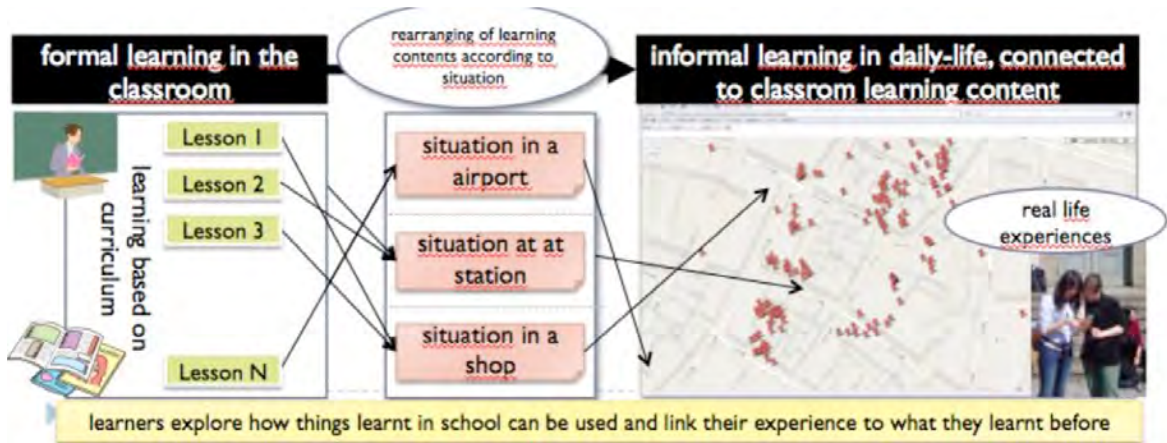 formal learning in the
classroom
rearranging of learning
contents according to
situation
informal learning in daily-life, connected
to classrom learning content
learning based on
curriculum
Lesson 1
Lesson 2
Lesson 3
Lesson N
situation in a
airport
situation at at
station
situation in a
shop
real life
experiences
learners explore how things learnt in school can be used and link their experience to what they learnt before